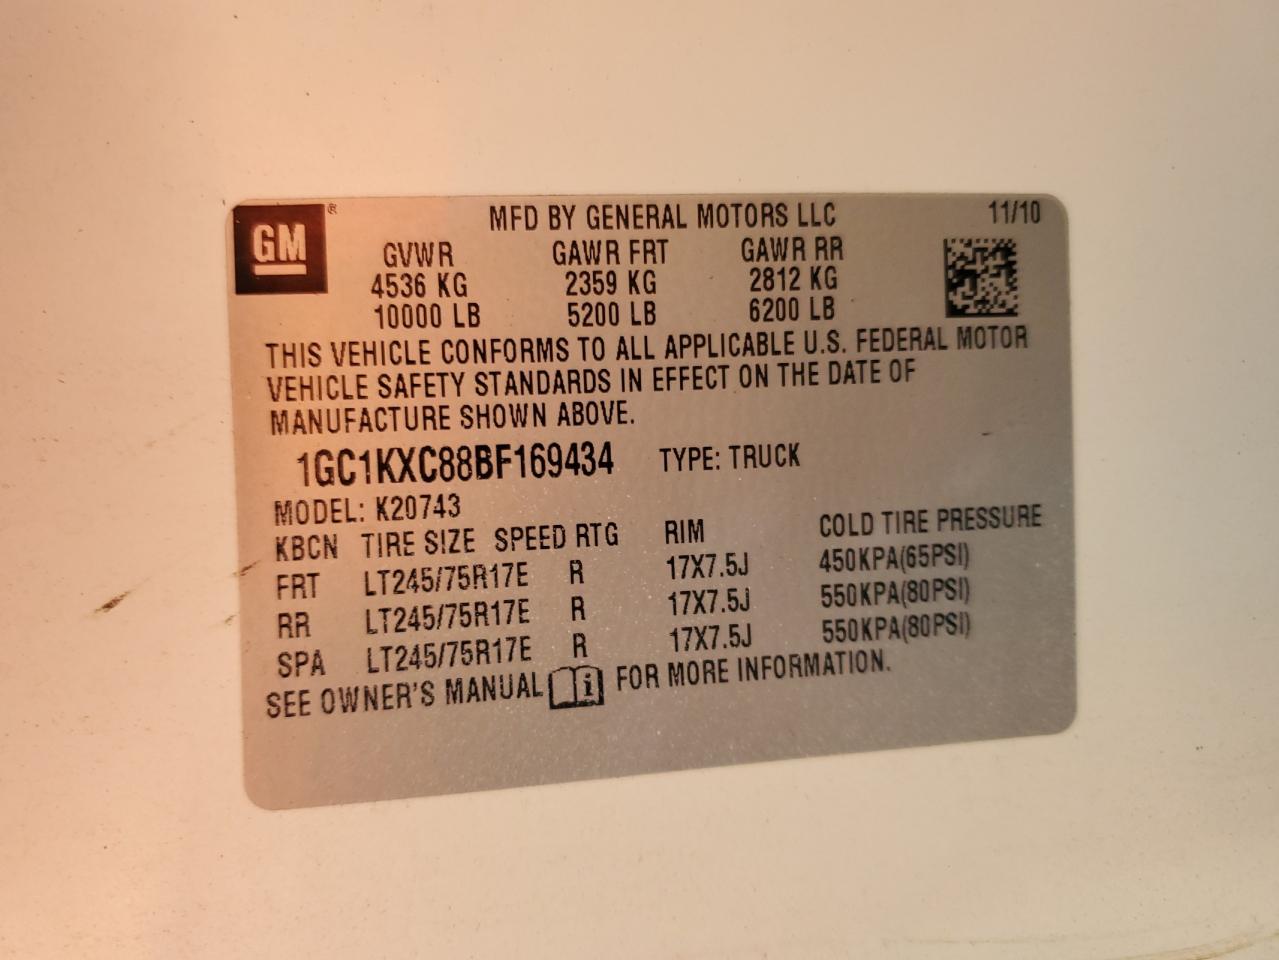 GM ® MFD BY GENERAL MOTORS LLC 11/10
GVWR GAWR FRT GAWR RR
4536 KG 2359 KG 2812 KG
10000 LB 5200 LB 6200 LB
THIS VEHICLE CONFORMS TO ALL APPLICABLE U.S. FEDERAL MOTOR
VEHICLE SAFETY STANDARDS IN EFFECT ON THE DATE OF
MANUFACTURE SHOWN ABOVE.
1GC1KXC88BF169434 TYPE: TRUCK
MODEL: K20743
KBCN TIRE SIZE SPEED RTG RIM COLD TIRE PRESSURE
FRT LT245/75R17E R 17X7.5J 450KPA(65PSI)
RR LT245/75R17E R 17X7.5J 550KPA(80PSI)
SPA LT245/75R17E R 17X7.5J 550KPA(80PSI)
SEE OWNER'S MANUAL i FOR MORE INFORMATION.